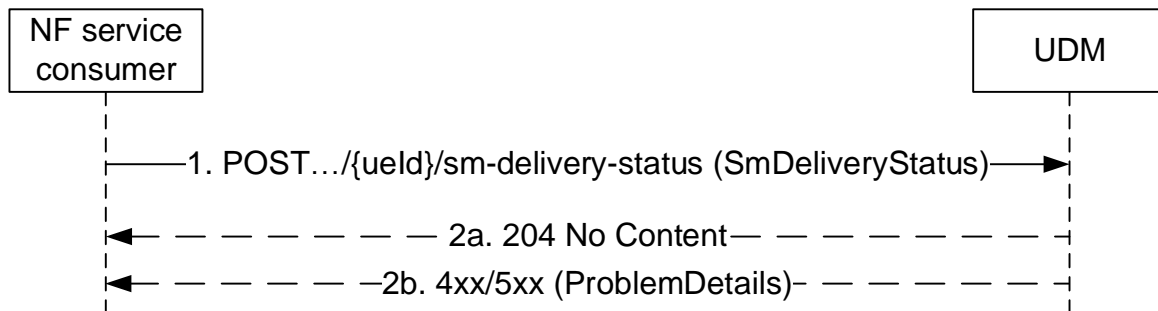 NF service
consumer
UDM
1. POST…/{ueId}/sm-delivery-status (SmDeliveryStatus)
2a. 204 No Content
2b. 4xx/5xx (ProblemDetails)